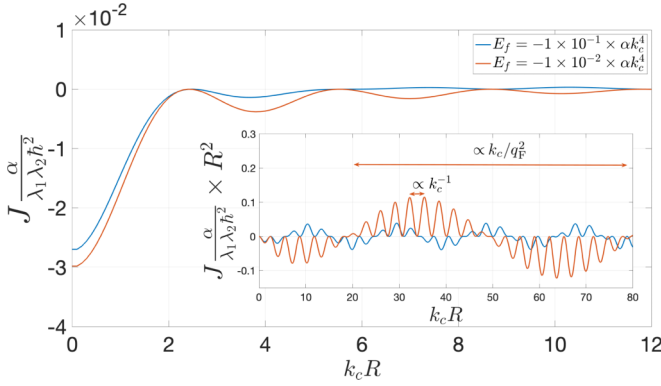 ×10⁻²
1
0
-1
-2
-3
-4
J α/(λ₁λ₂ħ²)
E_f = −1 × 10⁻¹ × αk_c⁴
E_f = −1 × 10⁻² × αk_c⁴
0.3
0.2
0.1
0
-0.1
J α/(λ₁λ₂ħ²) × R²
∝ k_c/q_F²
∝ k_c⁻¹
0 10 20 30 40 50 60 70 80
k_cR
0 2 4 6 8 10 12
k_cR